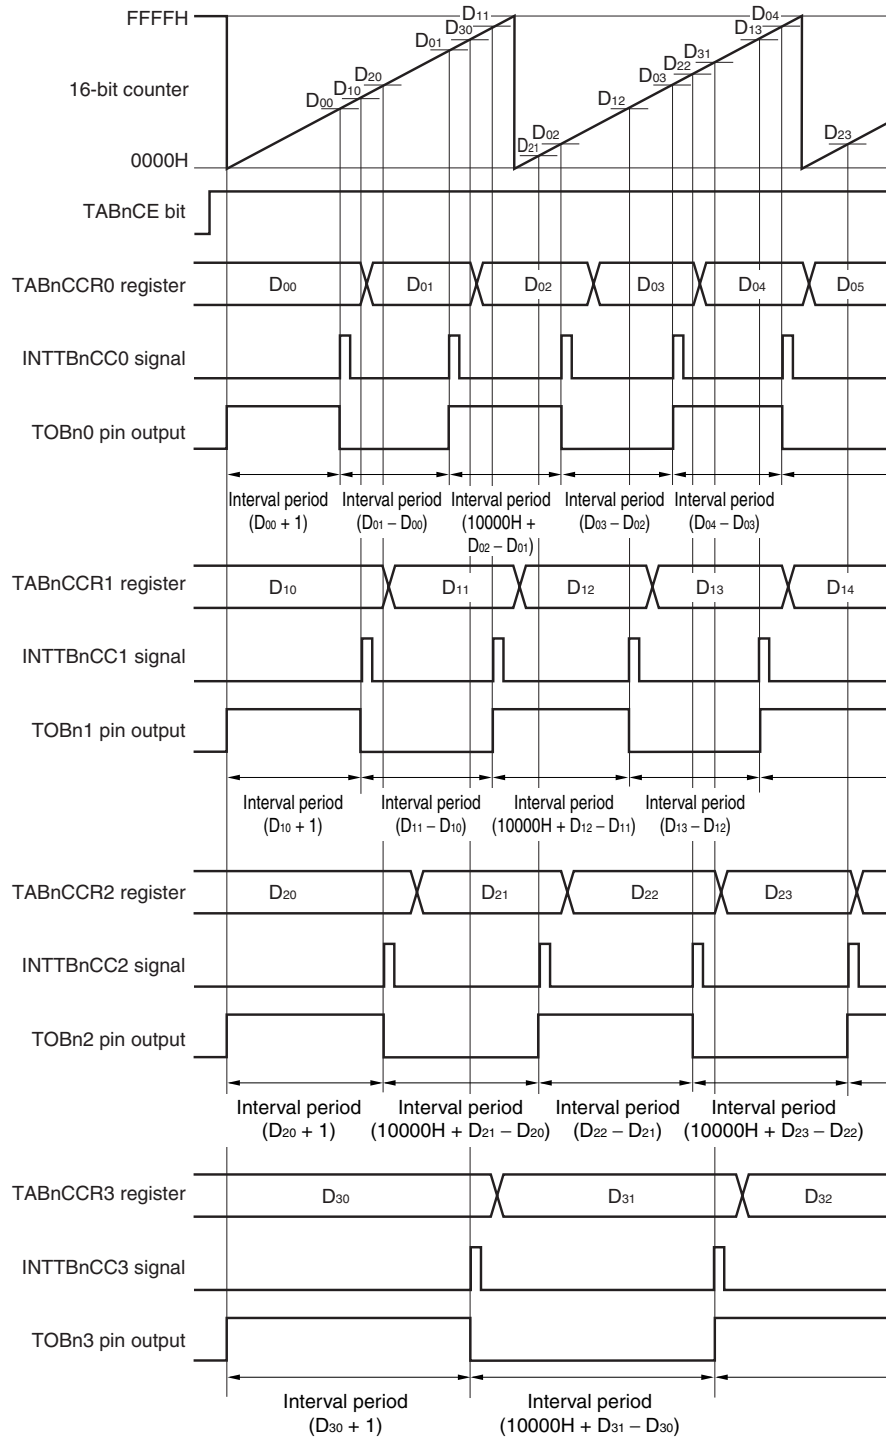 FFFFH
16-bit counter
0000H
D00
D10
D20
D01
D30
D11
D21
D02
D12
D03
D22
D31
D13
D04
D23
TABnCE bit
TABnCCR0 register
D00 D01 D02 D03 D04 D05
INTTBnCC0 signal
TOBn0 pin output
Interval period
(D00 + 1)
Interval period
(D01 – D00)
Interval period
(10000H +
D02 – D01)
Interval period
(D03 – D02)
Interval period
(D04 – D03)
TABnCCR1 register
D10 D11 D12 D13 D14
INTTBnCC1 signal
TOBn1 pin output
Interval period
(D10 + 1)
Interval period
(D11 – D10)
Interval period
(10000H + D12 – D11)
Interval period
(D13 – D12)
TABnCCR2 register
D20 D21 D22 D23
INTTBnCC2 signal
TOBn2 pin output
Interval period
(D20 + 1)
Interval period
(10000H + D21 – D20)
Interval period
(D22 – D21)
Interval period
(10000H + D23 – D22)
TABnCCR3 register
D30 D31 D32
INTTBnCC3 signal
TOBn3 pin output
Interval period
(D30 + 1)
Interval period
(10000H + D31 – D30)